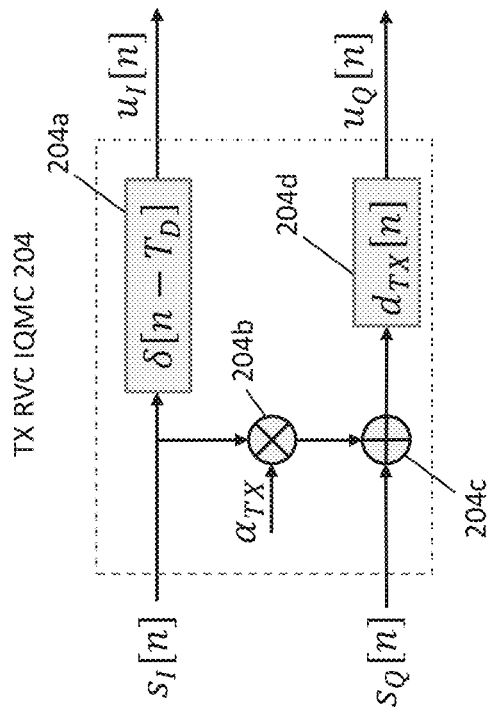 TX RVC IQMC 204
204a
s_I[n]
δ[n − T_D]
u_I[n]
204b
α_TX
204d
s_Q[n]
d_TX[n]
u_Q[n]
204c